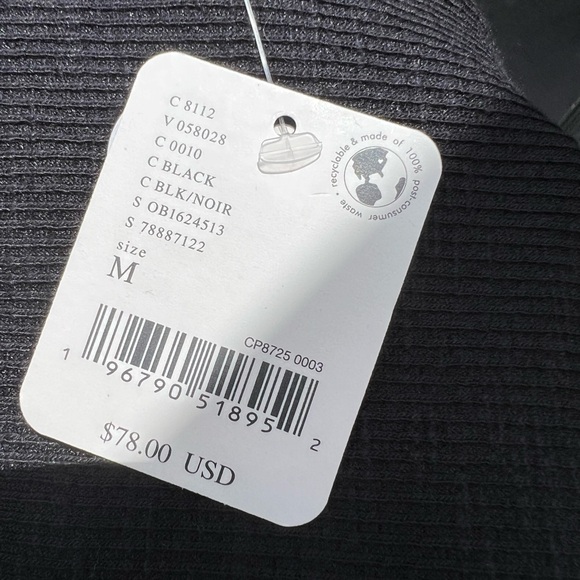 C 8112
V 058028
C 0010
C BLACK
C BLK/NOIR
S OB1624513
S 78887122
size
M
recyclable & made of 100% post-consumer waste •
CP8725 0003
1 96790 51895 2
$78.00 USD